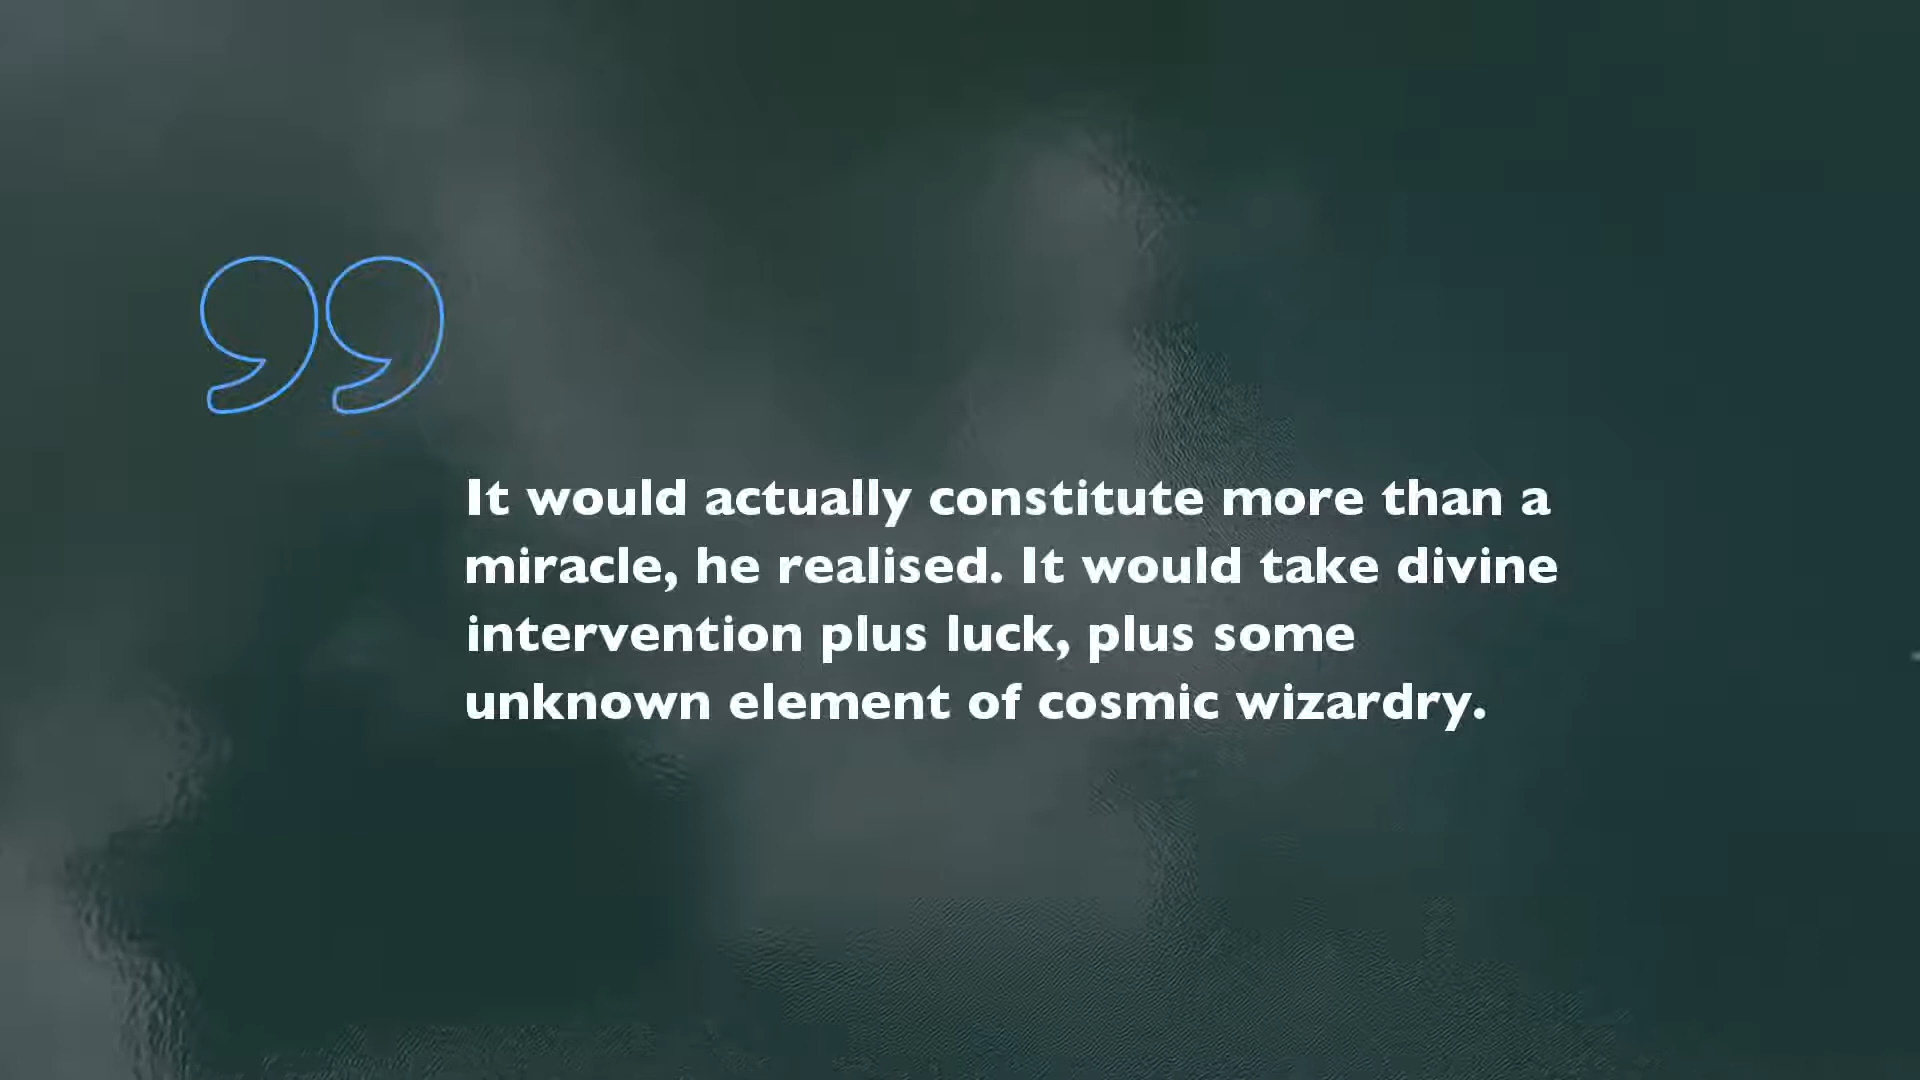 It would actually constitute more than a
miracle, he realised. It would take divine
intervention plus luck, plus some
unknown element of cosmic wizardry.